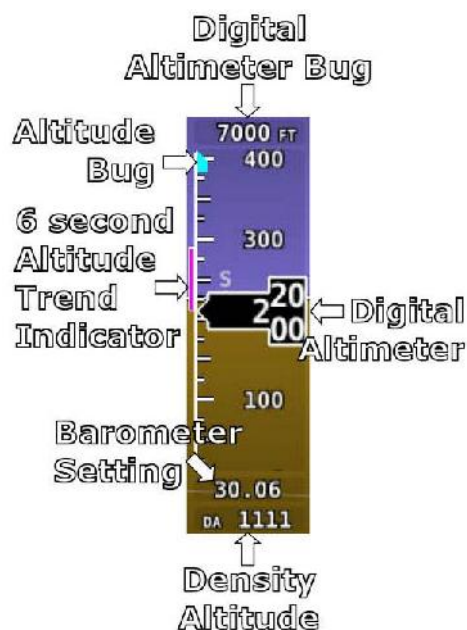 Digital
Altimeter Bug
7000 FT
Altitude
Bug
400
6 second
Altitude
Trend
Indicator
300
S
20
2
00
Digital
Altimeter
100
Barometer
Setting
30.06
DA 1111
Density
Altitude